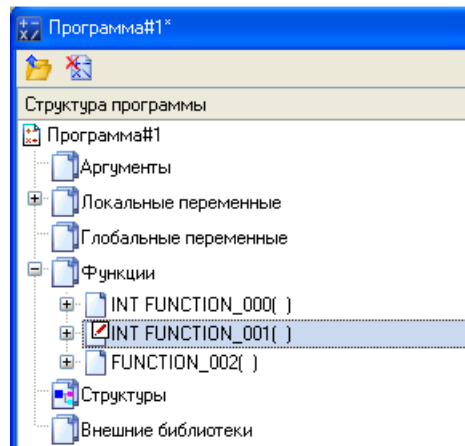 Программа#1*
Структура программы
Программа#1
Аргументы
Локальные переменные
Глобальные переменные
Функции
INT FUNCTION_000( )
INT FUNCTION_001( )
FUNCTION_002( )
Структуры
Внешние библиотеки